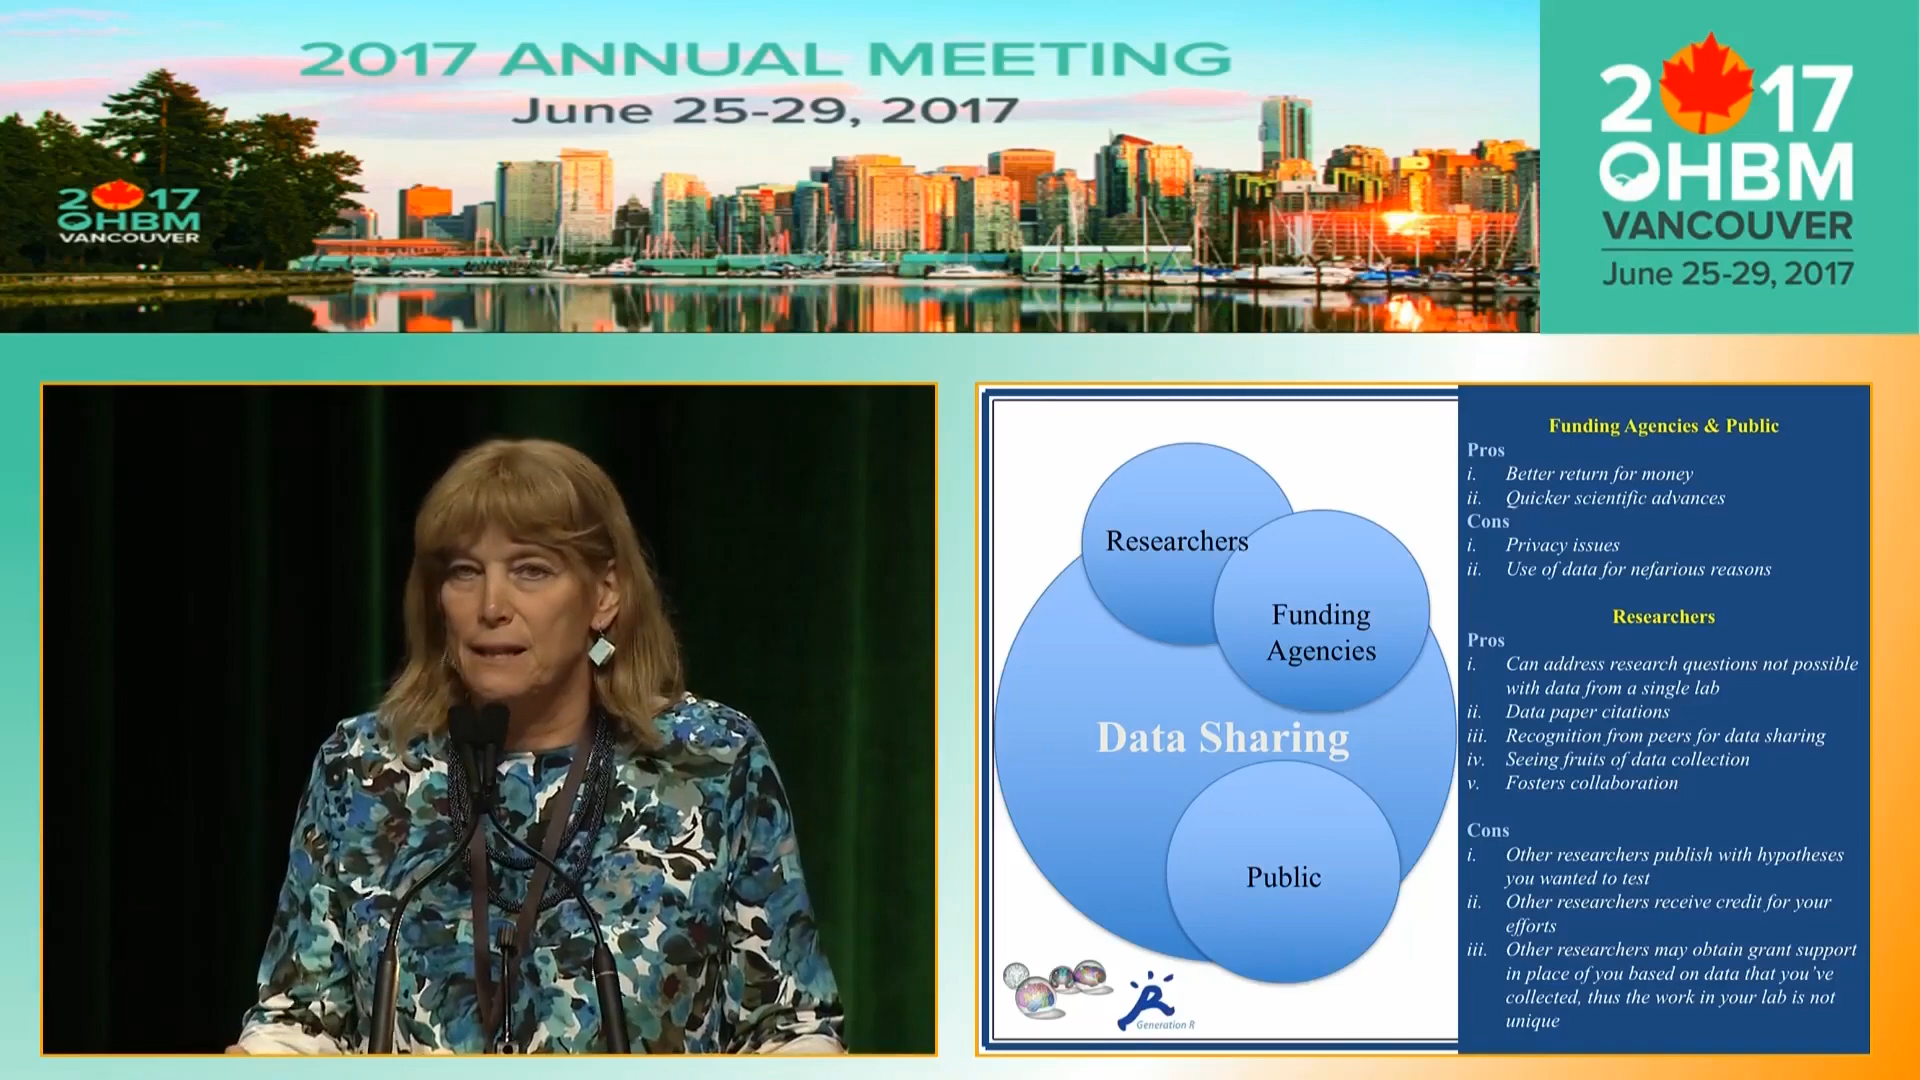 2017 ANNUAL MEETING
June 25-29, 2017
2017
OHBM
VANCOUVER
2017
OHBM
VANCOUVER
June 25-29, 2017
Researchers
Funding
Agencies
Data Sharing
Public
Generation R
Funding Agencies & Public
Pros
i. Better return for money
ii. Quicker scientific advances
Cons
i. Privacy issues
ii. Use of data for nefarious reasons
Researchers
Pros
i. Can address research questions not possible
with data from a single lab
ii. Data paper citations
iii. Recognition from peers for data sharing
iv. Seeing fruits of data collection
v. Fosters collaboration
Cons
i. Other researchers publish with hypotheses
you wanted to test
ii. Other researchers receive credit for your
efforts
iii. Other researchers may obtain grant support
in place of you based on data that you've
collected, thus the work in your lab is not
unique